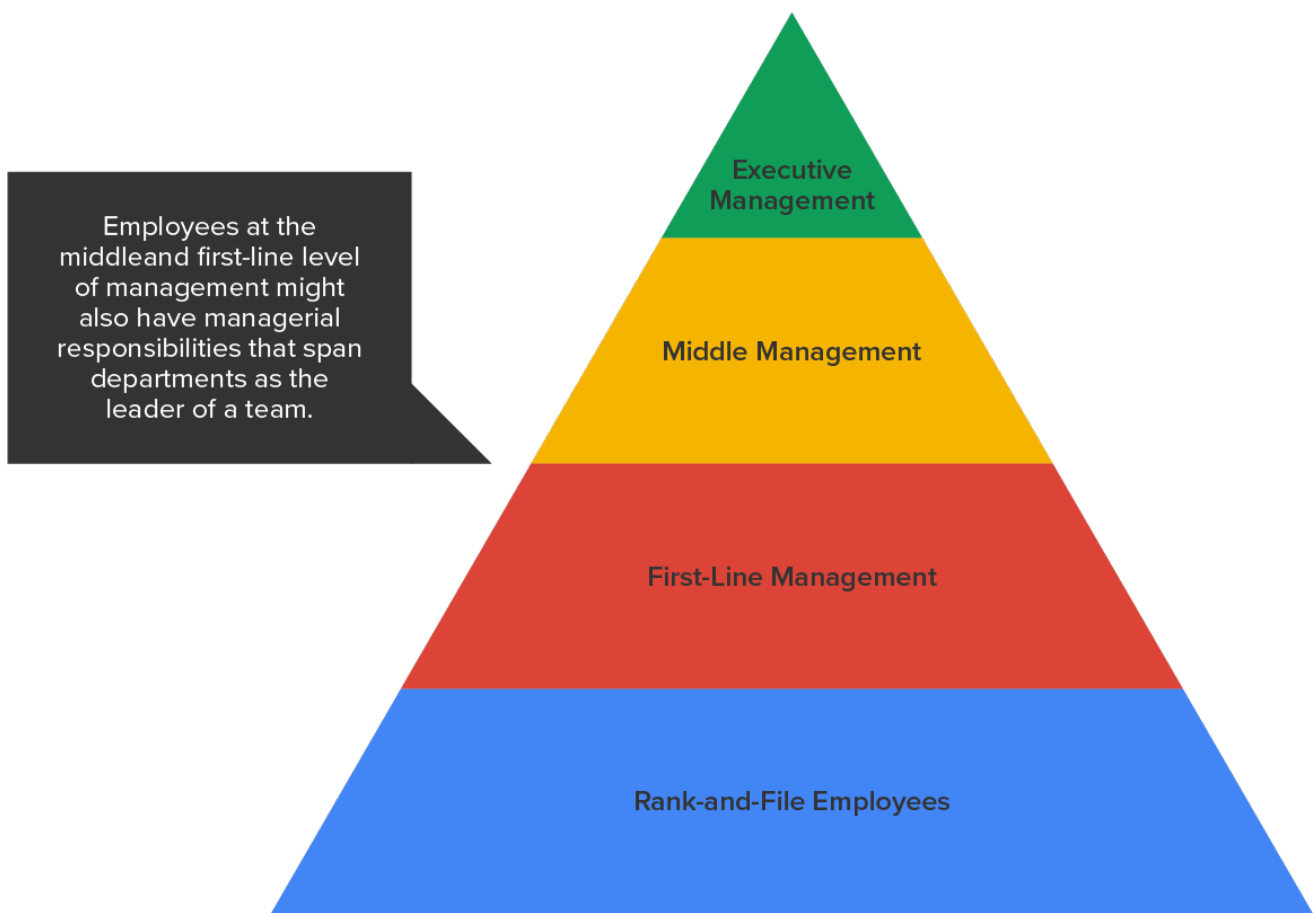 Executive
Management
Employees at the
middleand first-line level
of management might
also have managerial
responsibilities that span
departments as the
leader of a team.
Middle Management
First-Line Management
Rank-and-File Employees